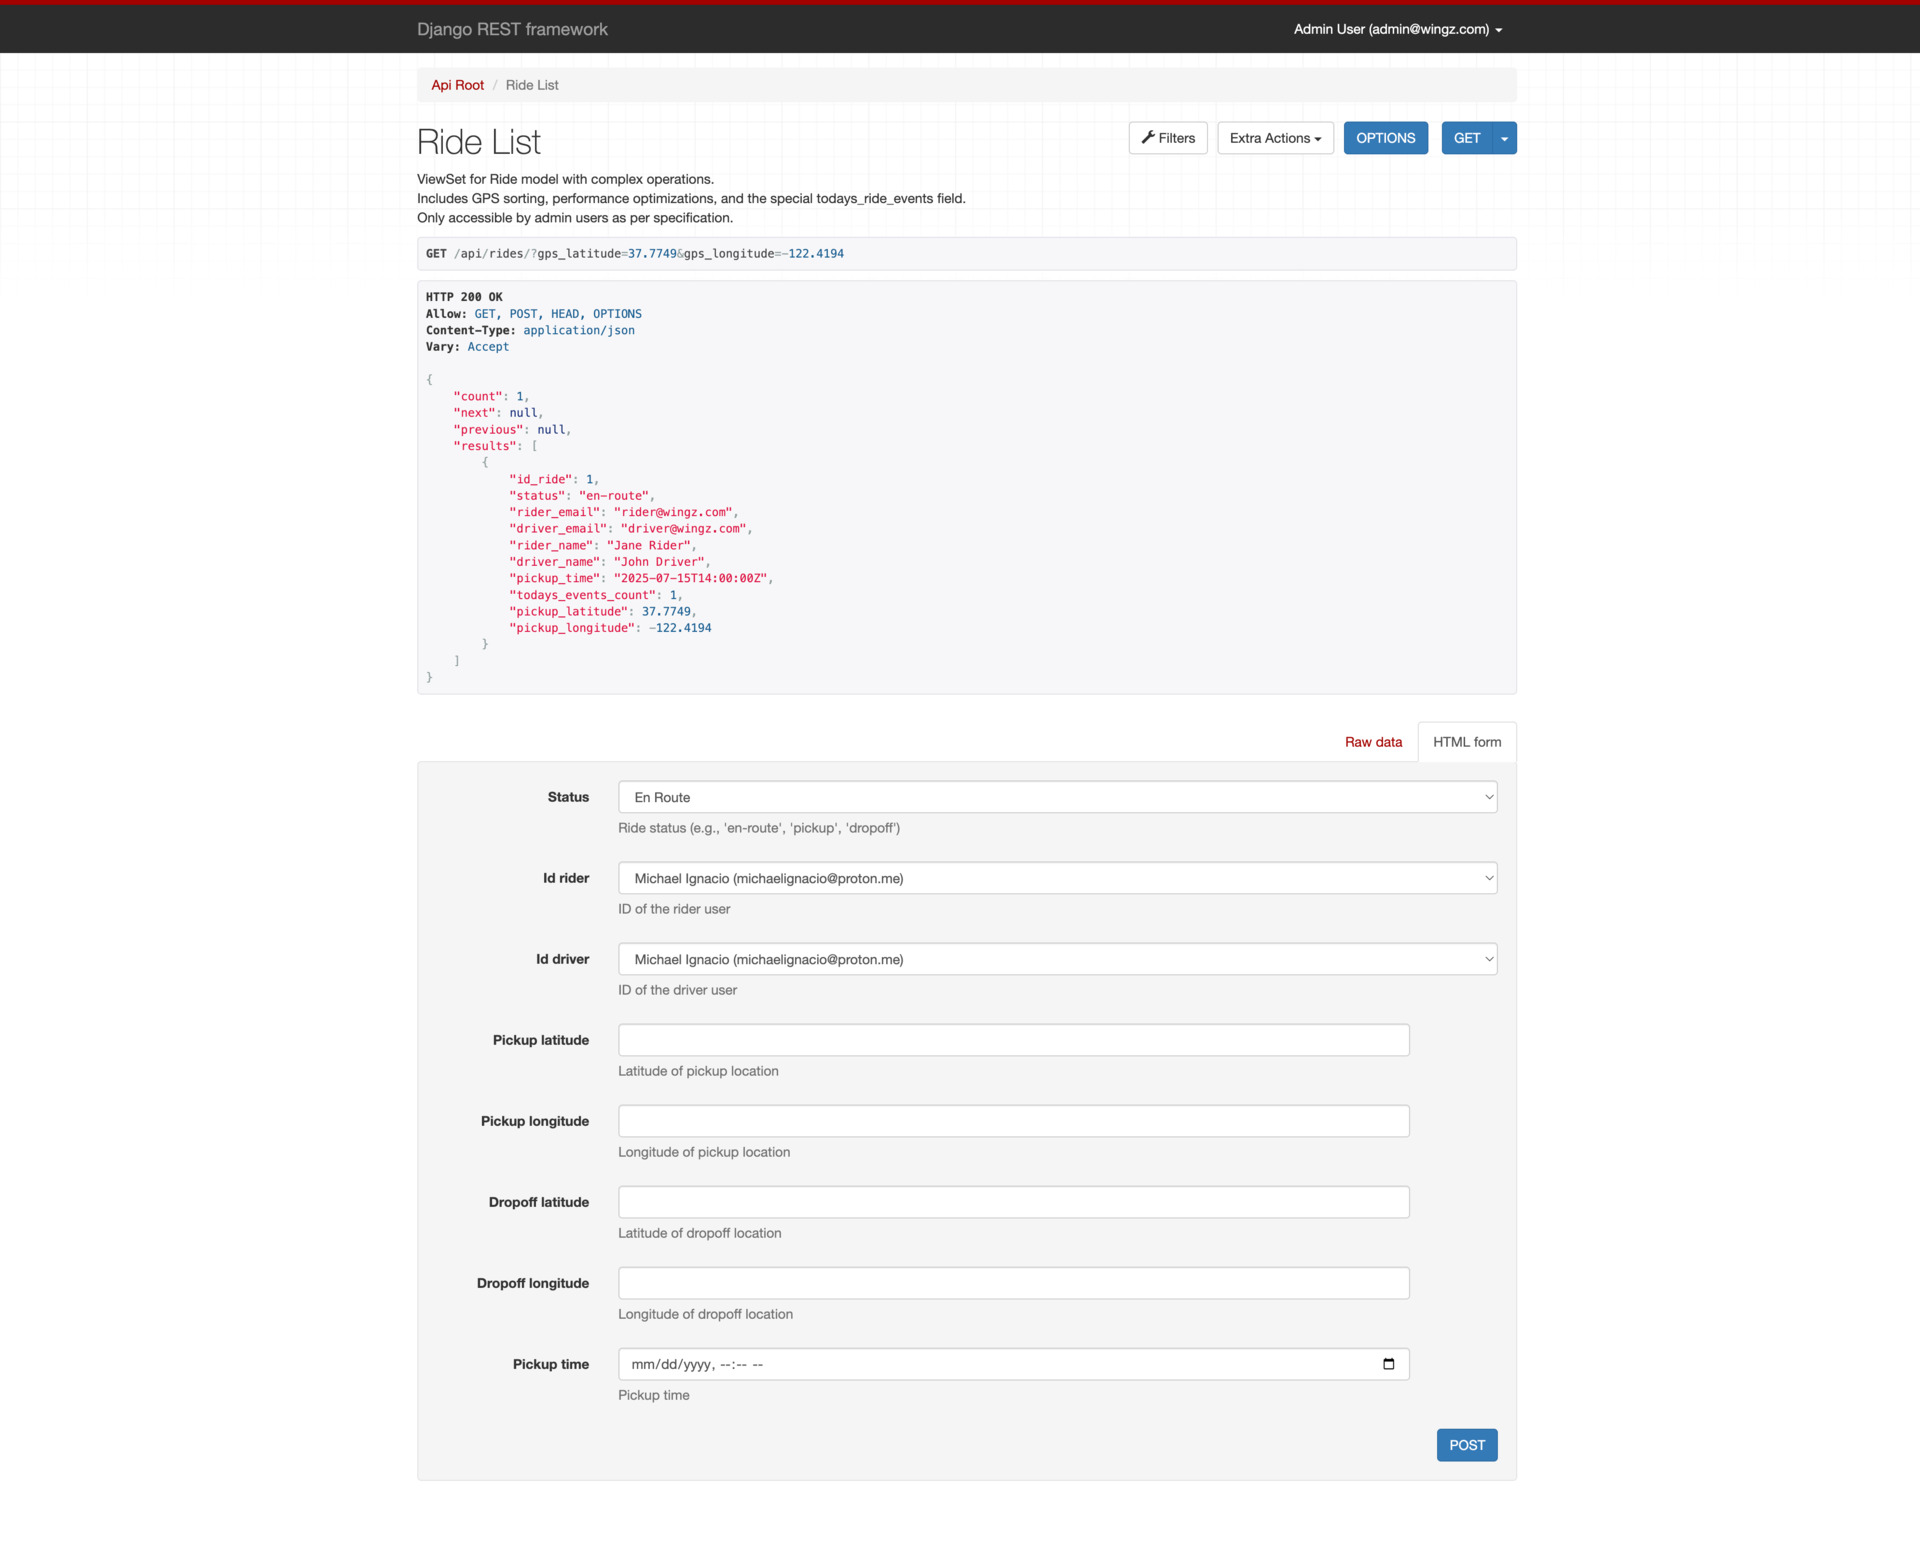 Django REST framework
Admin User (admin@wingz.com)
Api Root / Ride List
Ride List
Filters
Extra Actions
OPTIONS
GET
ViewSet for Ride model with complex operations.
Includes GPS sorting, performance optimizations, and the special todays_ride_events field.
Only accessible by admin users as per specification.
GET /api/rides/?gps_latitude=37.7749&gps_longitude=-122.4194
HTTP 200 OK
Allow: GET, POST, HEAD, OPTIONS
Content-Type: application/json
Vary: Accept
{
    "count": 1,
    "next": null,
    "previous": null,
    "results": [
        {
            "id_ride": 1,
            "status": "en-route",
            "rider_email": "rider@wingz.com",
            "driver_email": "driver@wingz.com",
            "rider_name": "Jane Rider",
            "driver_name": "John Driver",
            "pickup_time": "2025-07-15T14:00:00Z",
            "todays_events_count": 1,
            "pickup_latitude": 37.7749,
            "pickup_longitude": -122.4194
        }
    ]
}
Raw data
HTML form
Status
En Route
Ride status (e.g., 'en-route', 'pickup', 'dropoff')
Id rider
Michael Ignacio (michaelignacio@proton.me)
ID of the rider user
Id driver
Michael Ignacio (michaelignacio@proton.me)
ID of the driver user
Pickup latitude
Latitude of pickup location
Pickup longitude
Longitude of pickup location
Dropoff latitude
Latitude of dropoff location
Dropoff longitude
Longitude of dropoff location
Pickup time
mm/dd/yyyy, --:-- --
Pickup time
POST